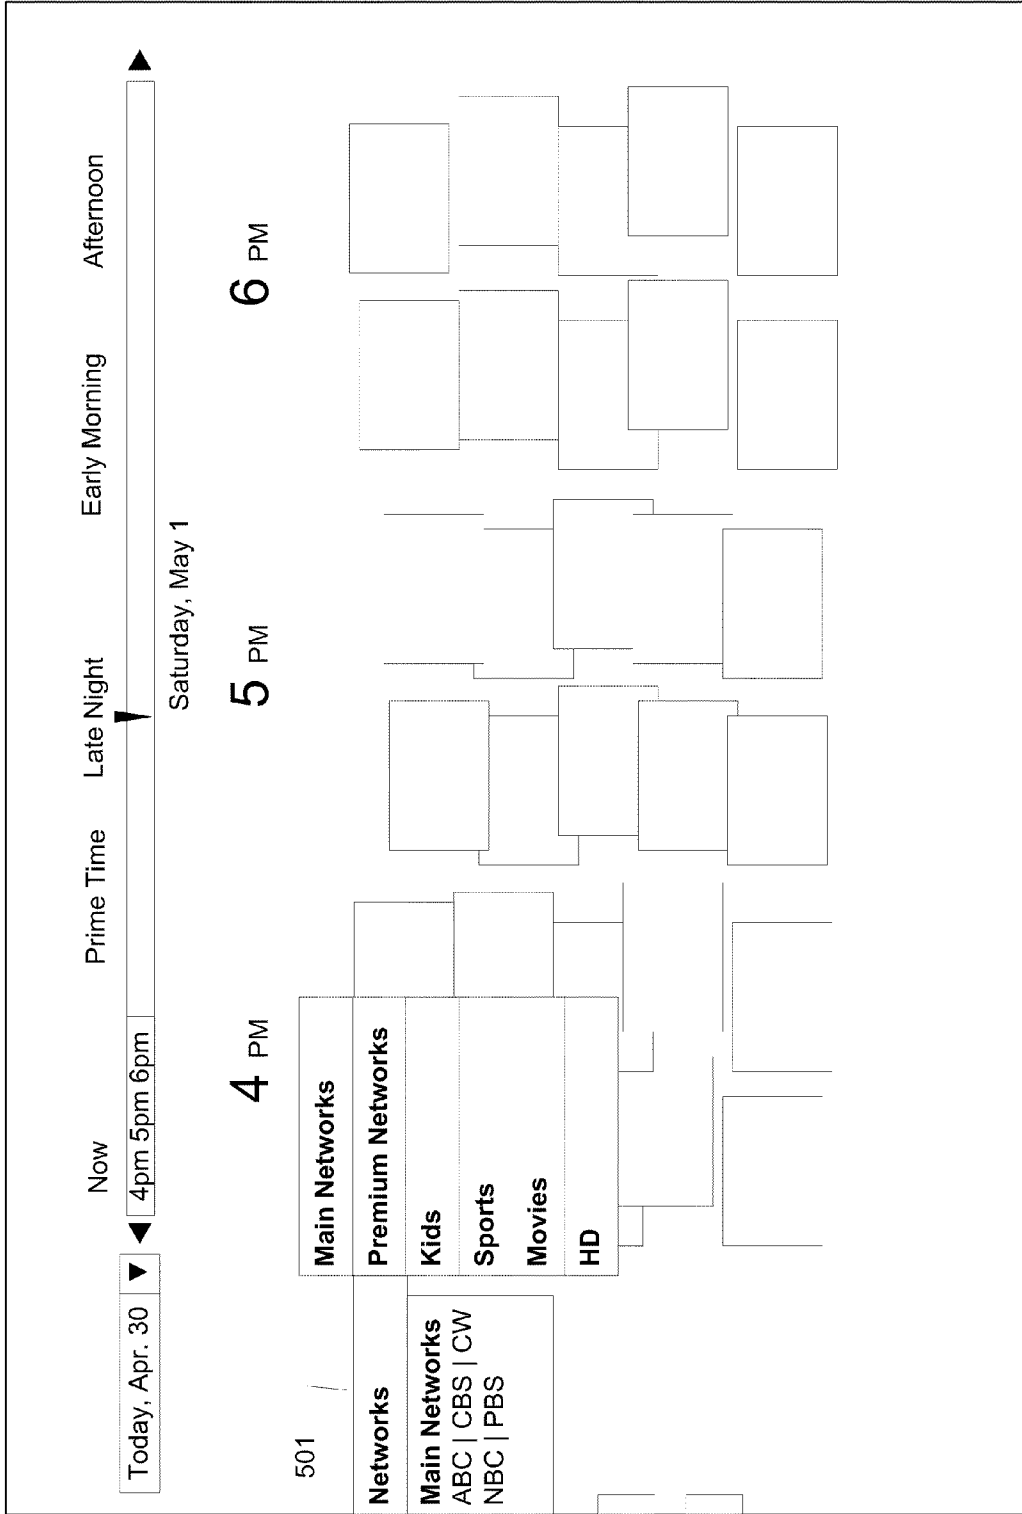 Now Prime Time Late Night Early Morning Afternoon
Today, Apr. 30 ▼ ◀ 4pm 5pm 6pm ▶
Saturday, May 1
4 PM 5 PM 6 PM
501
Main Networks
Networks
Premium Networks
Main Networks
ABC | CBS | CW
NBC | PBS
Kids
Sports
Movies
HD